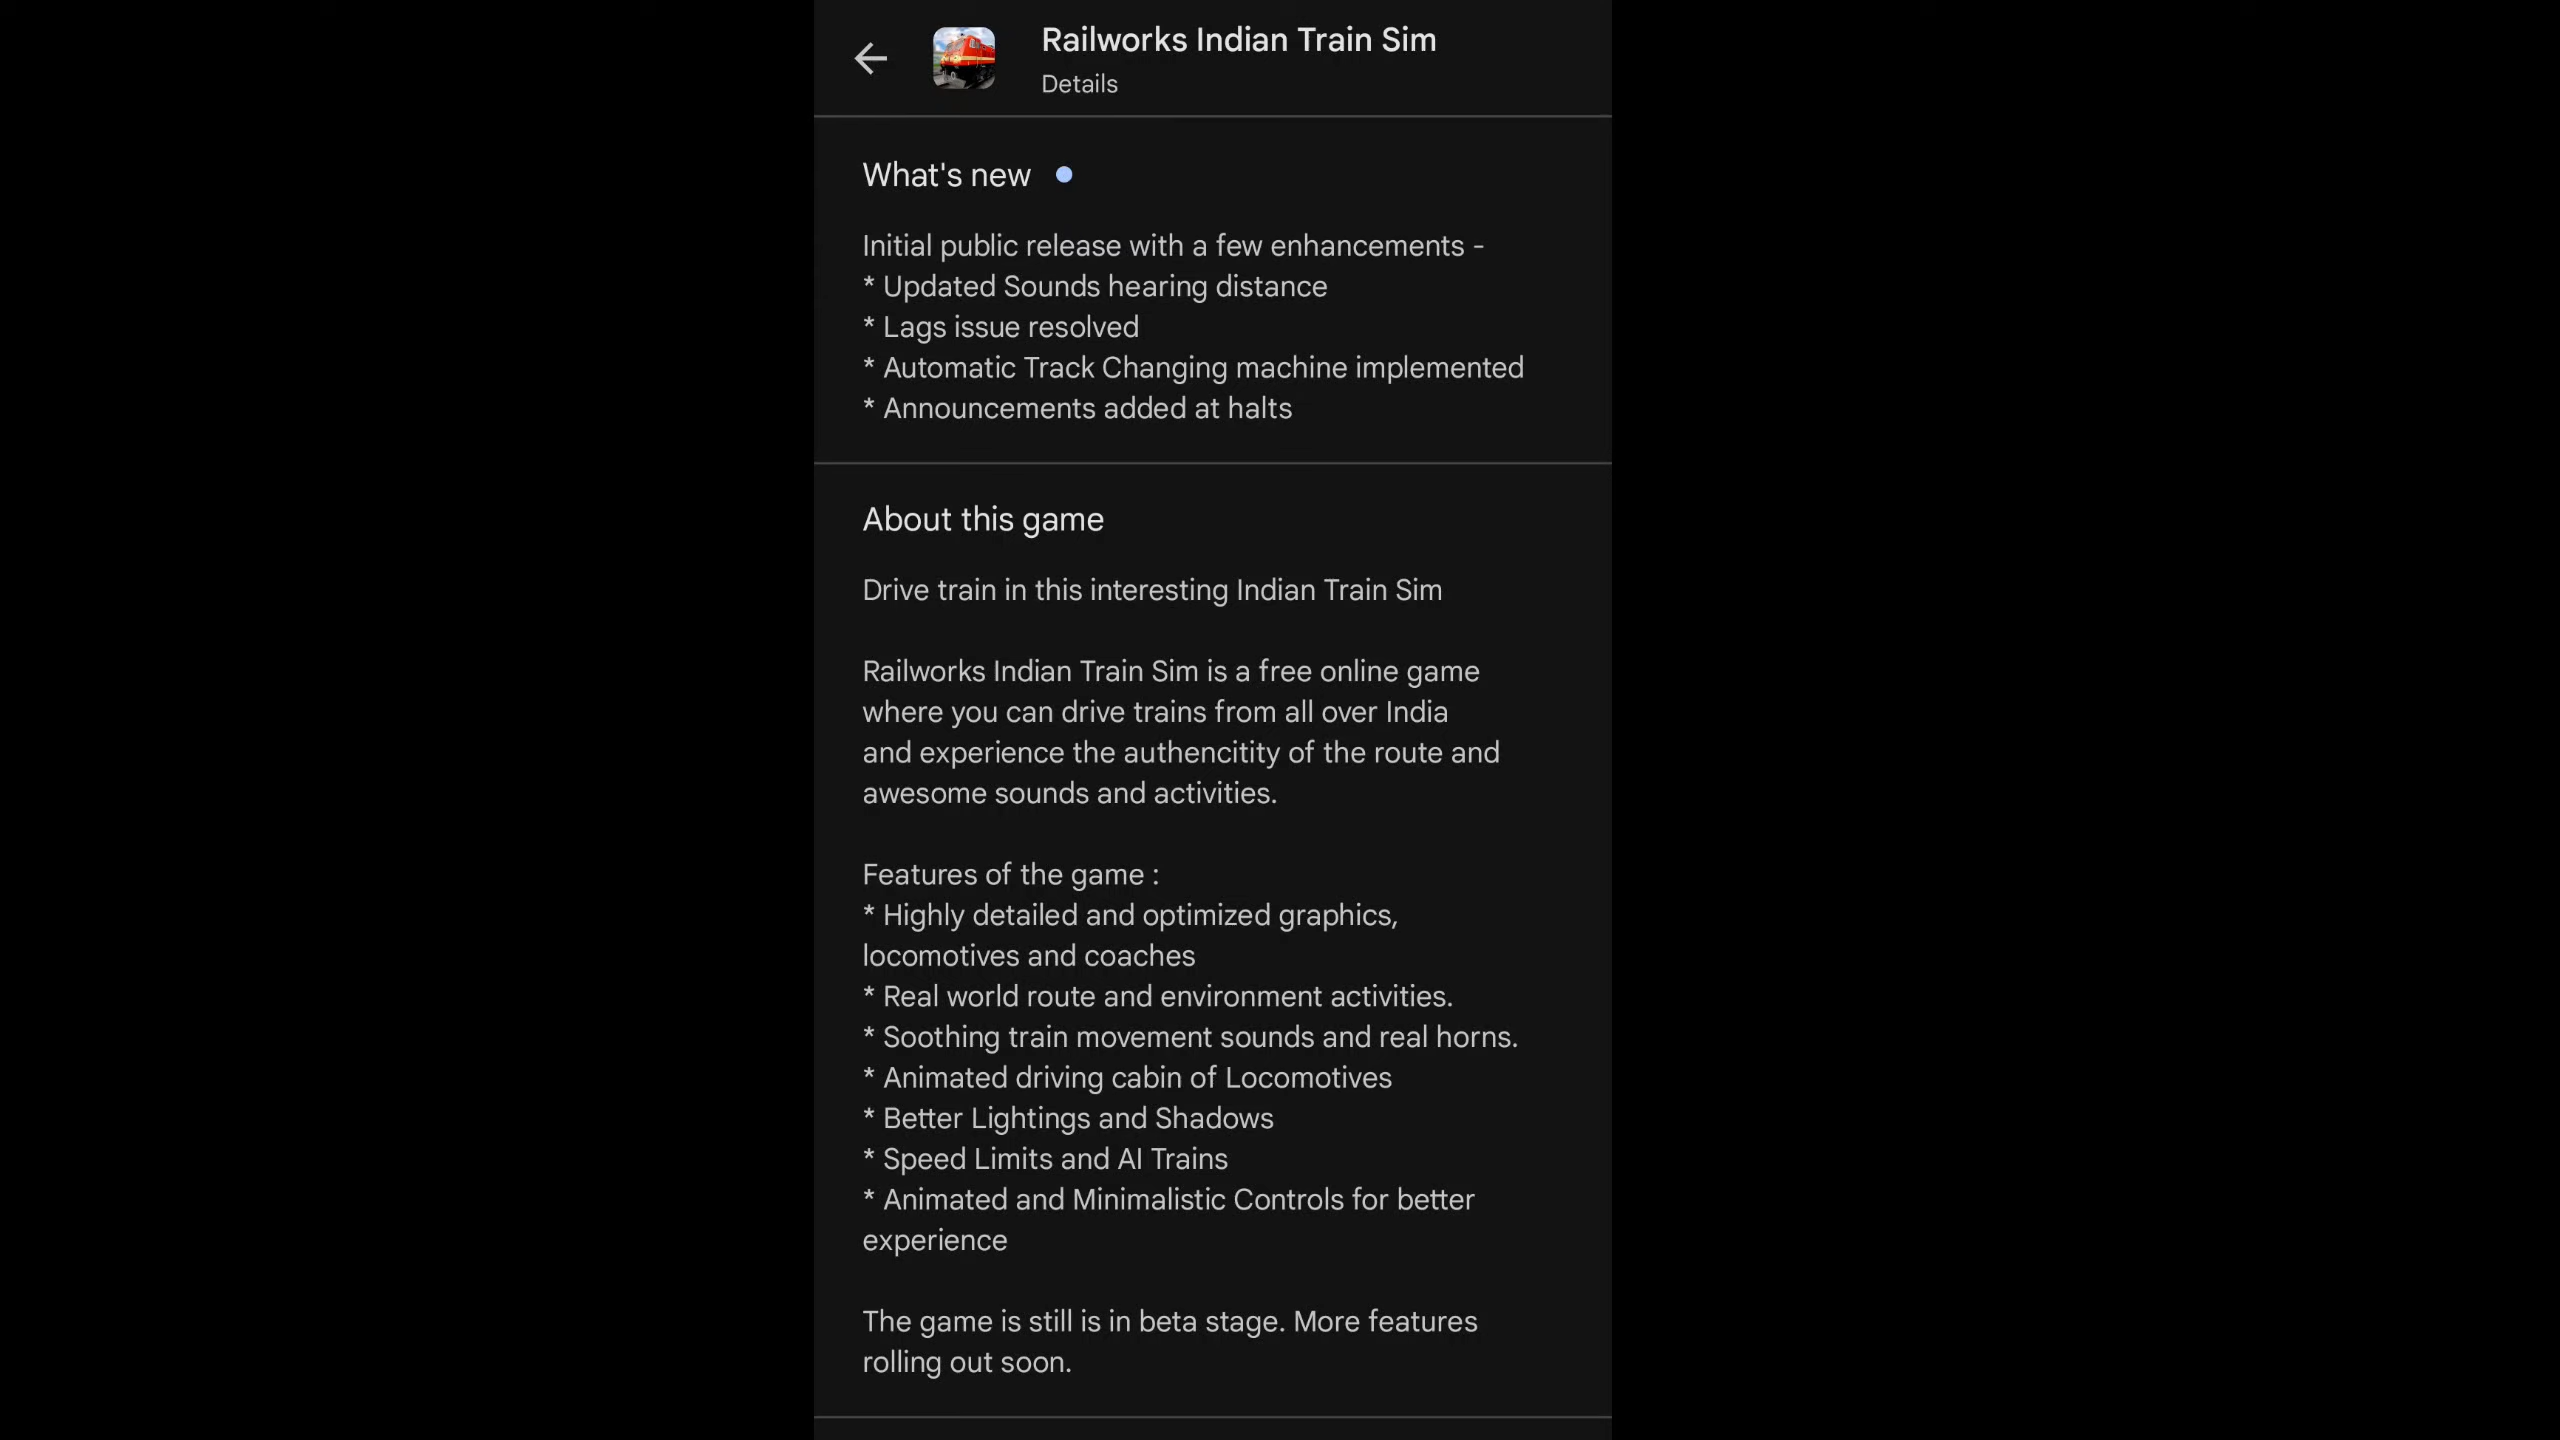 Railworks Indian Train Sim
Details
What's new
Initial public release with a few enhancements -
* Updated Sounds hearing distance
* Lags issue resolved
* Automatic Track Changing machine implemented
* Announcements added at halts
About this game
Drive train in this interesting Indian Train Sim
Railworks Indian Train Sim is a free online game
where you can drive trains from all over India
and experience the authencitity of the route and
awesome sounds and activities.
Features of the game :
* Highly detailed and optimized graphics,
locomotives and coaches
* Real world route and environment activities.
* Soothing train movement sounds and real horns.
* Animated driving cabin of Locomotives
* Better Lightings and Shadows
* Speed Limits and AI Trains
* Animated and Minimalistic Controls for better
experience
The game is still is in beta stage. More features
rolling out soon.